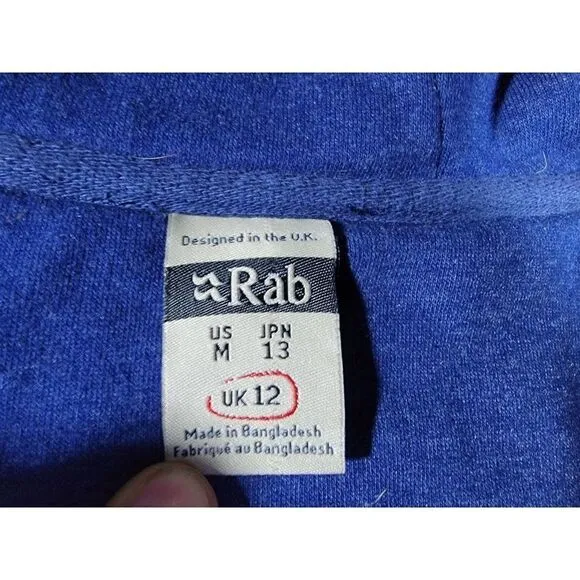 Designed in the U.K.
Rab
US JPN
M 13
UK 12
Made in Bangladesh
Fabriqué au Bangladesh